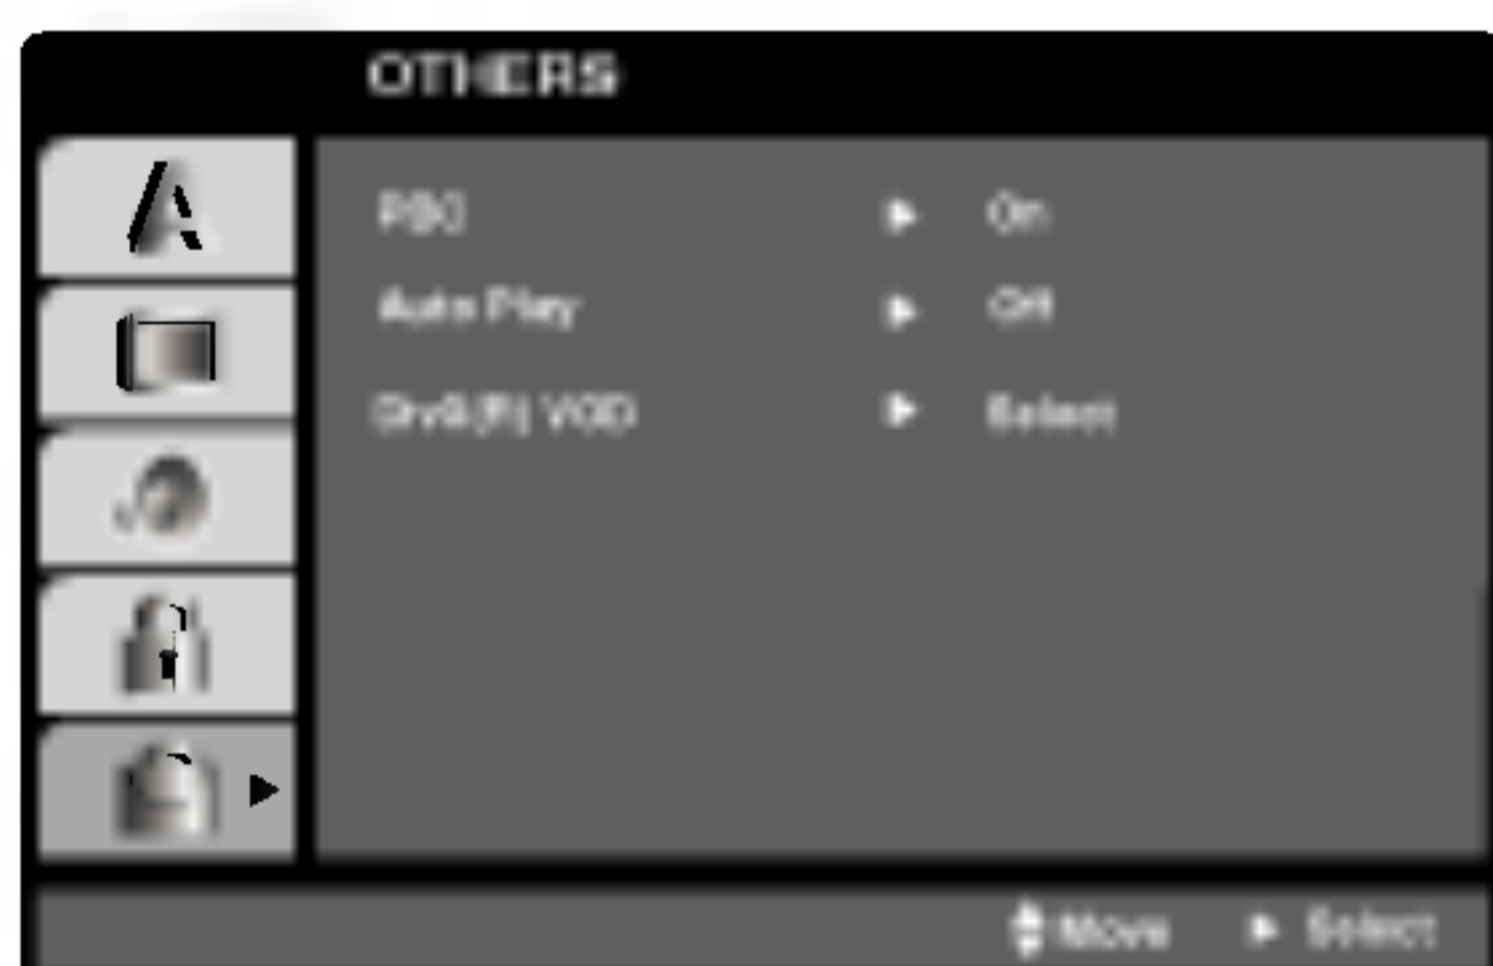 OTHERS
PBC ► On
Auto Play ► Off
DivX(R) VOD ► Select
Move ► Select